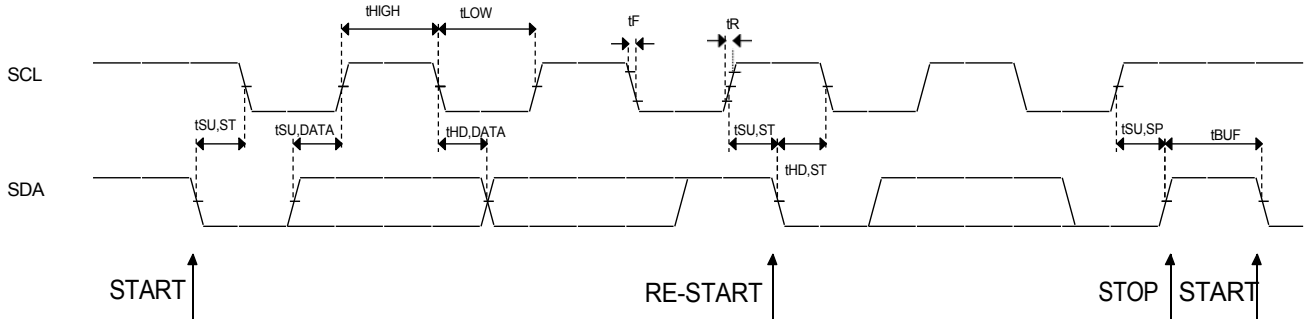 tHIGH
tLOW
tF
tR
SCL
tSU,ST
tSU,DATA
tHD,DATA
tSU,ST
tHD,ST
tSU,SP
tBUF
SDA
START
RE-START
STOP
START